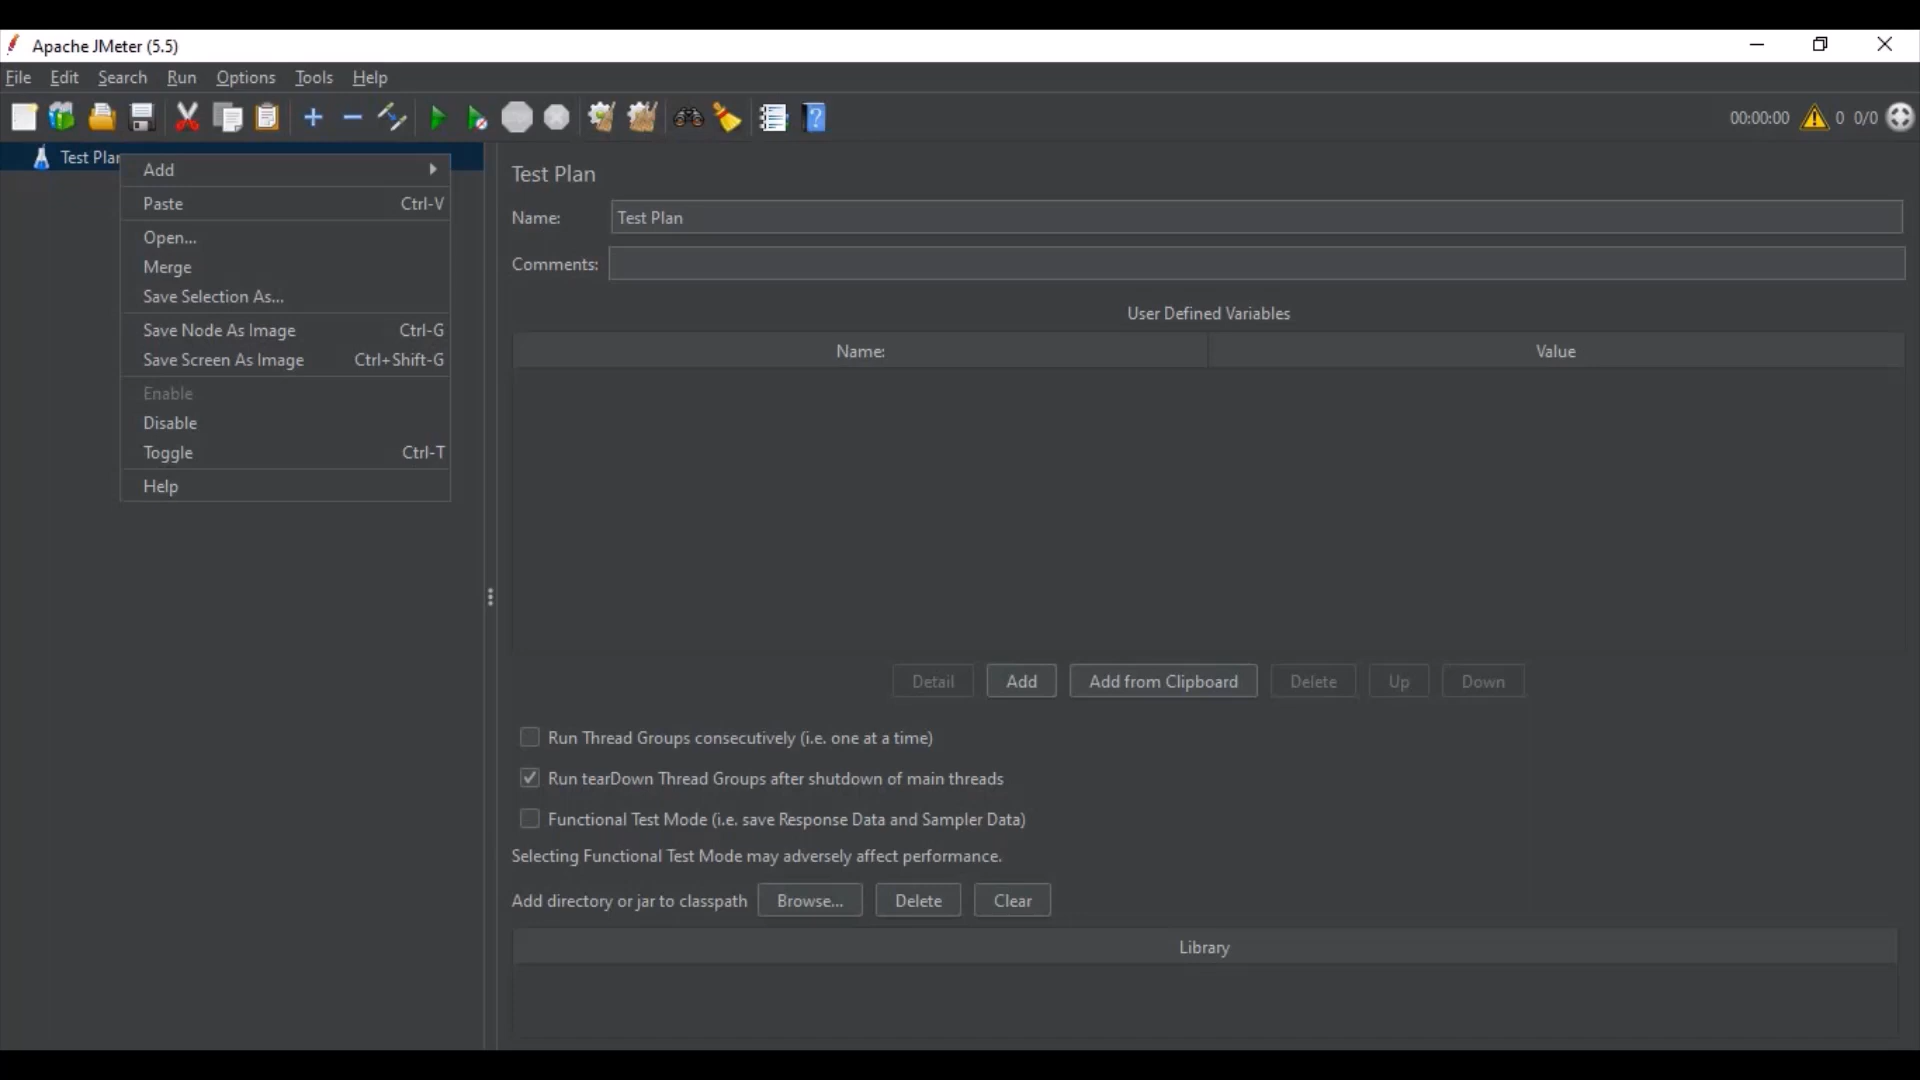 Apache JMeter (5.5)
File Edit Search Run Options Tools Help
00:00:00 0 0/0
Test Plan
Add
Paste Ctrl-V
Open...
Merge
Save Selection As...
Save Node As Image Ctrl-G
Save Screen As Image Ctrl+Shift-G
Enable
Disable
Toggle Ctrl-T
Help
Test Plan
Name: Test Plan
Comments:
User Defined Variables
Name: Value
Detail Add Add from Clipboard Delete Up Down
Run Thread Groups consecutively (i.e. one at a time)
Run tearDown Thread Groups after shutdown of main threads
Functional Test Mode (i.e. save Response Data and Sampler Data)
Selecting Functional Test Mode may adversely affect performance.
Add directory or jar to classpath Browse... Delete Clear
Library